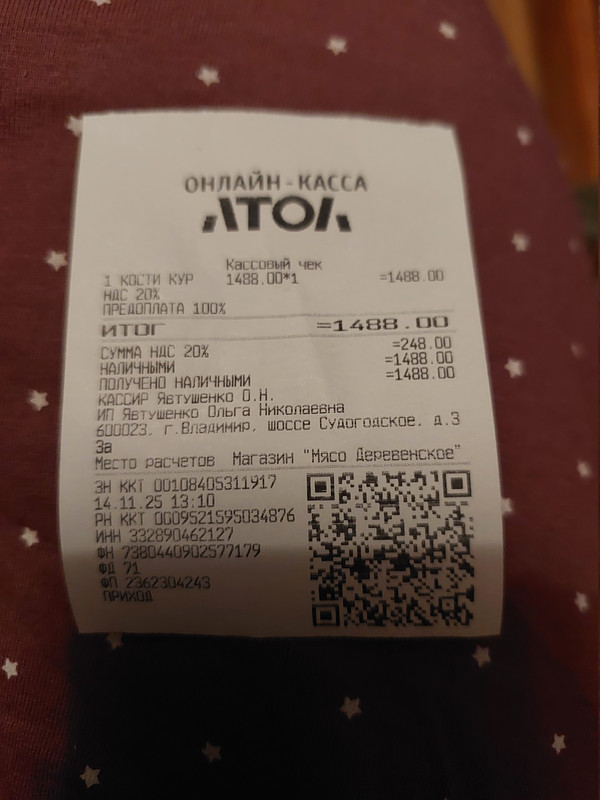 ОНЛАЙН-КАССА
АТОЛ
Кассовый чек
1 КОСТИ КУР 1488.00*1 =1488.00
НДС 20%
ПРЕДОПЛАТА 100%
ИТОГ =1488.00
СУММА НДС 20% =248.00
НАЛИЧНЫМИ =1488.00
ПОЛУЧЕНО НАЛИЧНЫМИ =1488.00
КАССИР Явтушенко О.Н.
ИП Явтушенко Ольга Николаевна
600023, г.Владимир, шоссе Судогодское, д.3
3а
Место расчетов Магазин "Мясо Деревенское"
ЗН ККТ 00108405311917
14.11.25 13:10
РН ККТ 0009521595034876
ИНН 332890462127
ФН 7380440902577179
ФД 71
ФП 2362304243
ПРИХОД